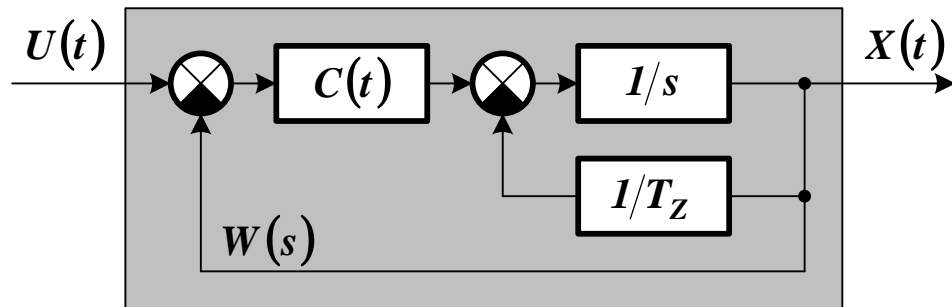 U(t)
X(t)
C(t)
1/s
1/T_Z
W(s)